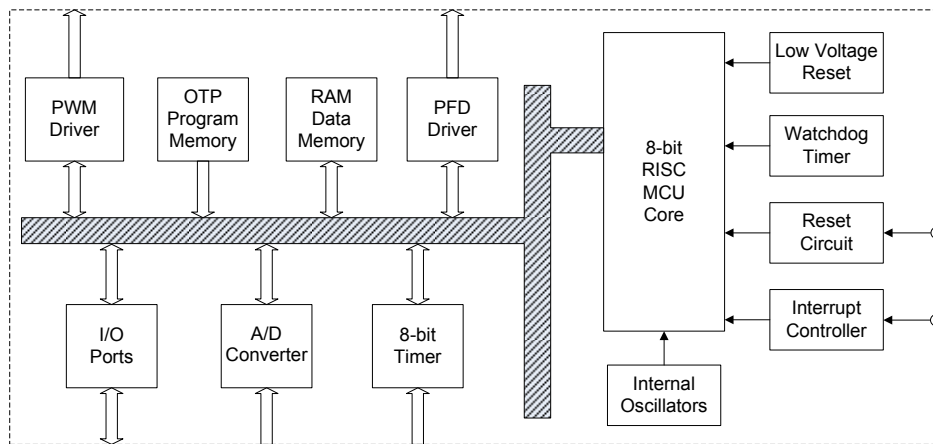 PWM
Driver
OTP
Program
Memory
RAM
Data
Memory
PFD
Driver
8-bit
RISC
MCU
Core
Low Voltage
Reset
Watchdog
Timer
Reset
Circuit
Interrupt
Controller
I/O
Ports
A/D
Converter
8-bit
Timer
Internal
Oscillators